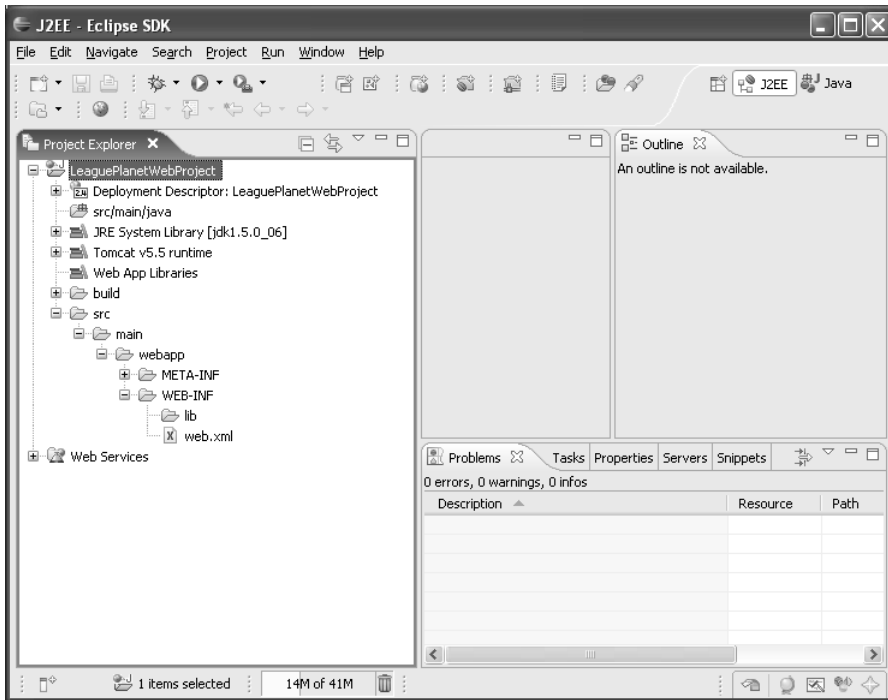 J2EE - Eclipse SDK
File Edit Navigate Search Project Run Window Help
J2EE Java
Project Explorer
LeaguePlanetWebProject
2.4 Deployment Descriptor: LeaguePlanetWebProject
src/main/java
JRE System Library [jdk1.5.0_06]
Tomcat v5.5 runtime
Web App Libraries
build
src
main
webapp
META-INF
WEB-INF
lib
X web.xml
Web Services
Outline
An outline is not available.
Problems Tasks Properties Servers Snippets
0 errors, 0 warnings, 0 infos
Description Resource Path
1 items selected 14M of 41M